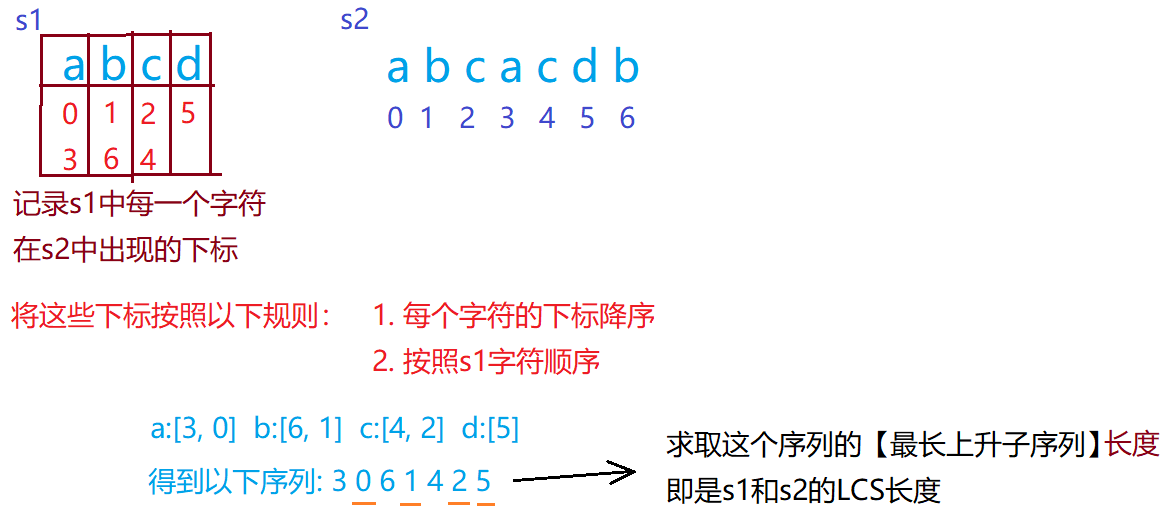 s1 s2
a b c d
a b c a c d b
0 1 2 5
0 1 2 3 4 5 6
3 6 4
记录s1中每一个字符
在s2中出现的下标
将这些下标按照以下规则： 1. 每个字符的下标降序
2. 按照s1字符顺序
a:[3, 0] b:[6, 1] c:[4, 2] d:[5]
得到以下序列: 3 0 6 1 4 2 5
求取这个序列的【最长上升子序列】长度
即是s1和s2的LCS长度